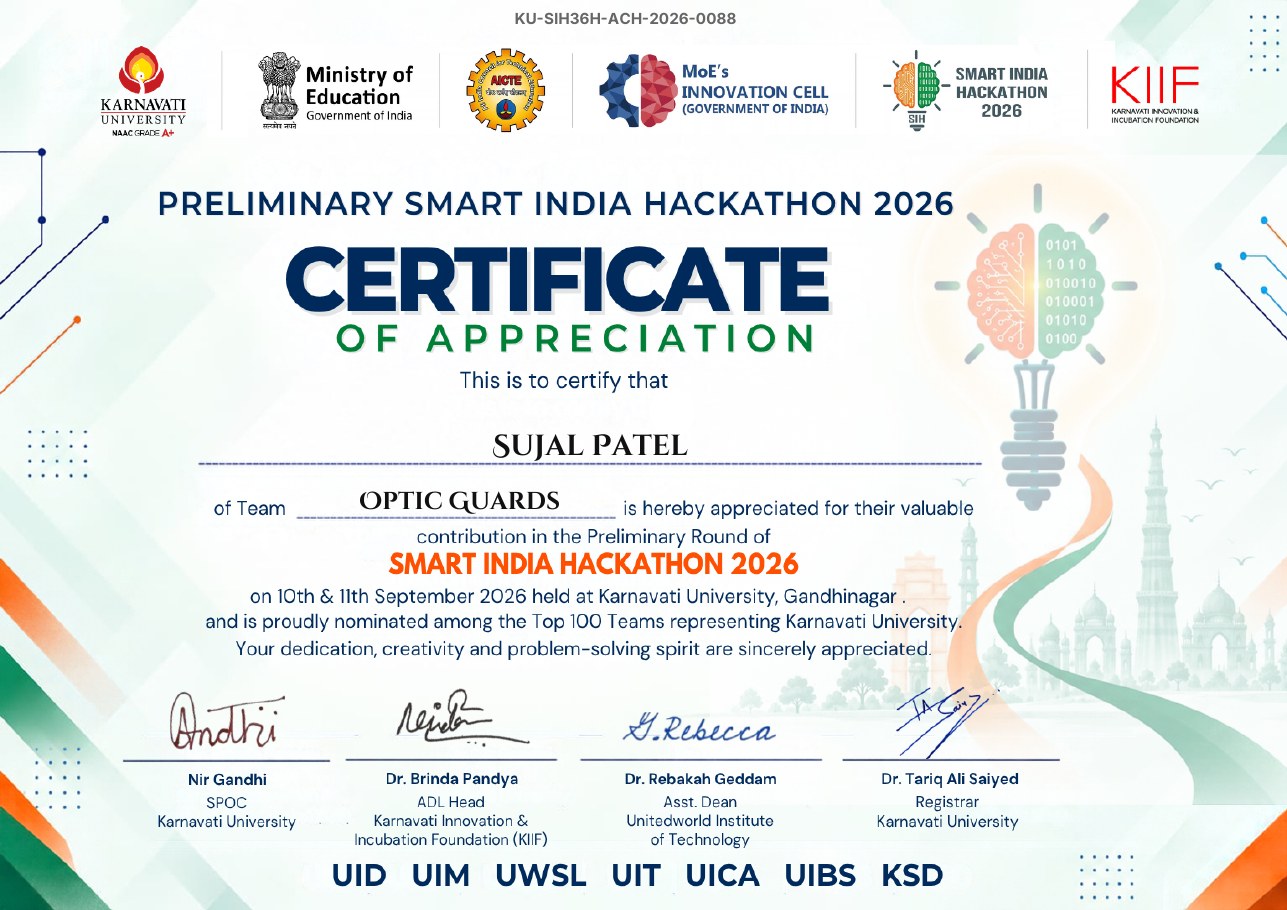 KU-SIH36H-ACH-2026-0088
KARNAVATI
UNIVERSITY
NAAC GRADE A+
सत्यमेव जयते
Ministry of
Education
Government of India
AICTE
MoE's
INNOVATION CELL
(GOVERNMENT OF INDIA)
SIH
SMART INDIA
HACKATHON
2026
KIIF
KARNAVATI INNOVATION &
INCUBATION FOUNDATION
PRELIMINARY SMART INDIA HACKATHON 2026
CERTIFICATE
OF APPRECIATION
0101
1010
010010
010001
01010
0100
This is to certify that
SUJAL PATEL
of Team OPTIC GUARDS is hereby appreciated for their valuable
contribution in the Preliminary Round of
SMART INDIA HACKATHON 2026
on 10th & 11th September 2026 held at Karnavati University, Gandhinagar .
and is proudly nominated among the Top 100 Teams representing Karnavati University.
Your dedication, creativity and problem-solving spirit are sincerely appreciated.
G.Rebecca
Nir Gandhi
SPOC
Karnavati University
Dr. Brinda Pandya
ADL Head
Karnavati Innovation &
Incubation Foundation (KIIF)
Dr. Rebakah Geddam
Asst. Dean
Unitedworld Institute
of Technology
Dr. Tariq Ali Saiyed
Registrar
Karnavati University
UID UIM UWSL UIT UICA UIBS KSD